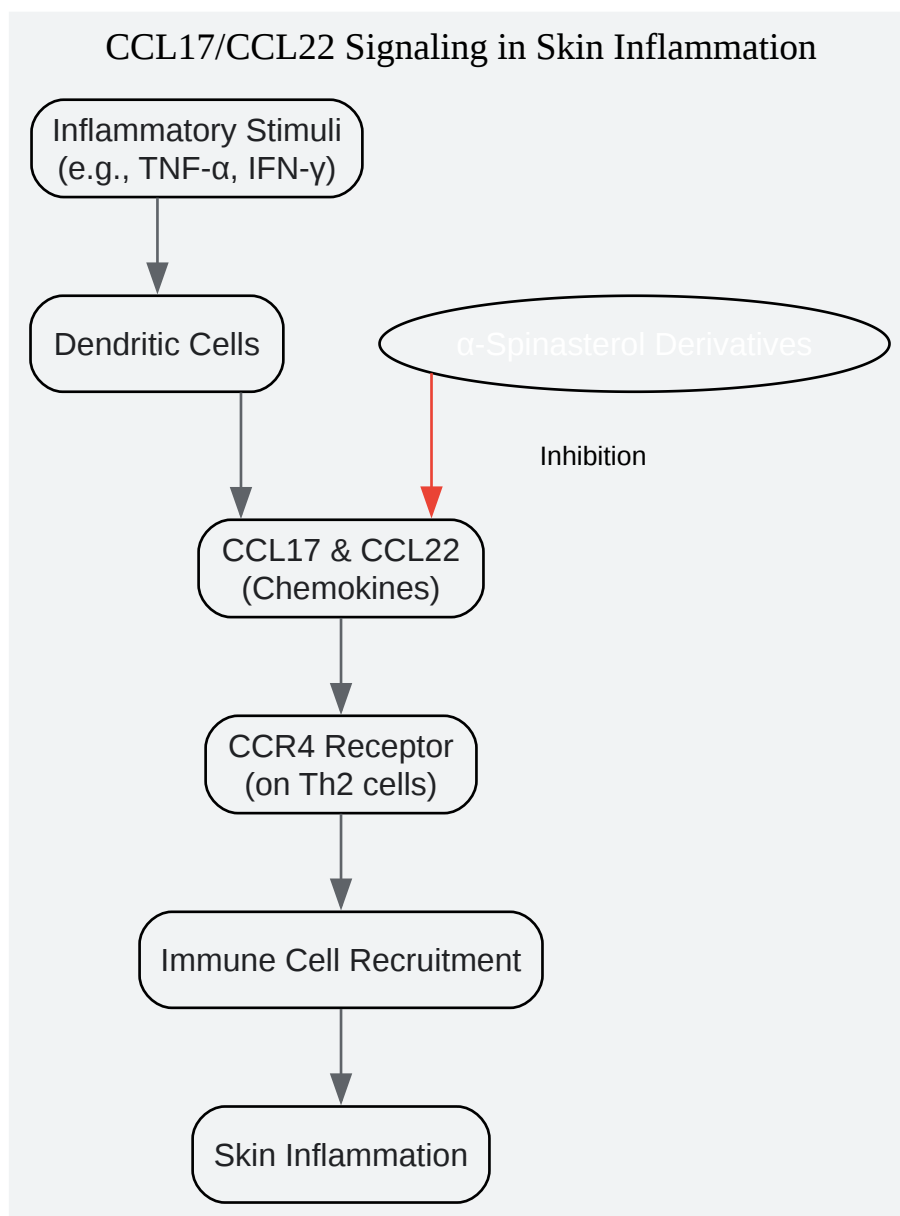 CCL17/CCL22 Signaling in Skin Inflammation
Inflammatory Stimuli
(e.g., TNF-α, IFN-γ)
Dendritic Cells
α-Spinasterol Derivatives
Inhibition
CCL17 & CCL22
(Chemokines)
CCR4 Receptor
(on Th2 cells)
Immune Cell Recruitment
Skin Inflammation